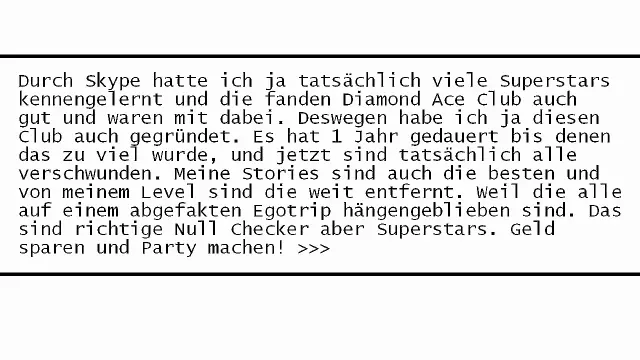 Durch Skype hatte ich ja tatsächlich viele Superstars
kennengelernt und die fanden Diamond Ace Club auch
gut und waren mit dabei. Deswegen habe ich ja diesen
Club auch gegründet. Es hat 1 Jahr gedauert bis denen
das zu viel wurde, und jetzt sind tatsächlich alle
verschwunden. Meine Stories sind auch die besten und
von meinem Level sind die weit entfernt. Weil die alle
auf einem abgefakten Egotrip hängengeblieben sind. Das
sind richtige Null Checker aber Superstars. Geld
sparen und Party machen! >>>